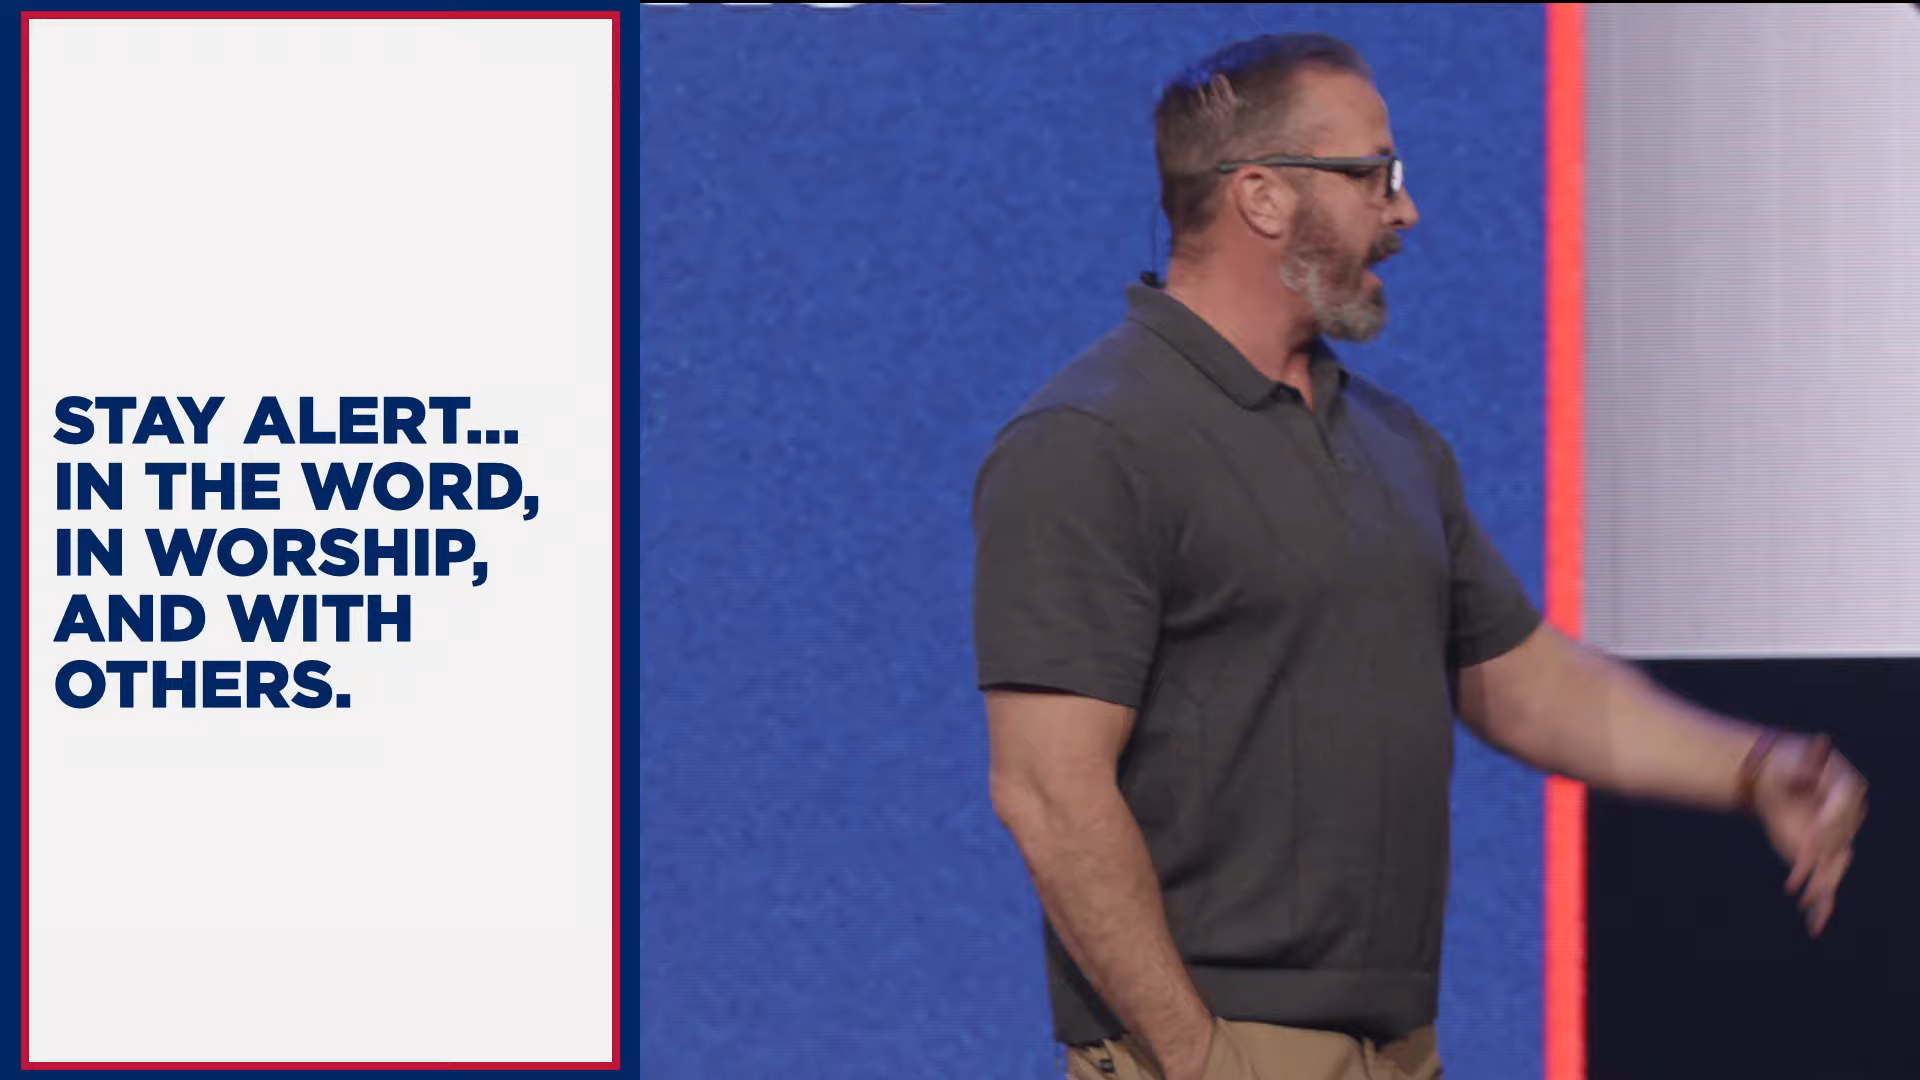 STAY ALERT...
IN THE WORD,
IN WORSHIP,
AND WITH
OTHERS.